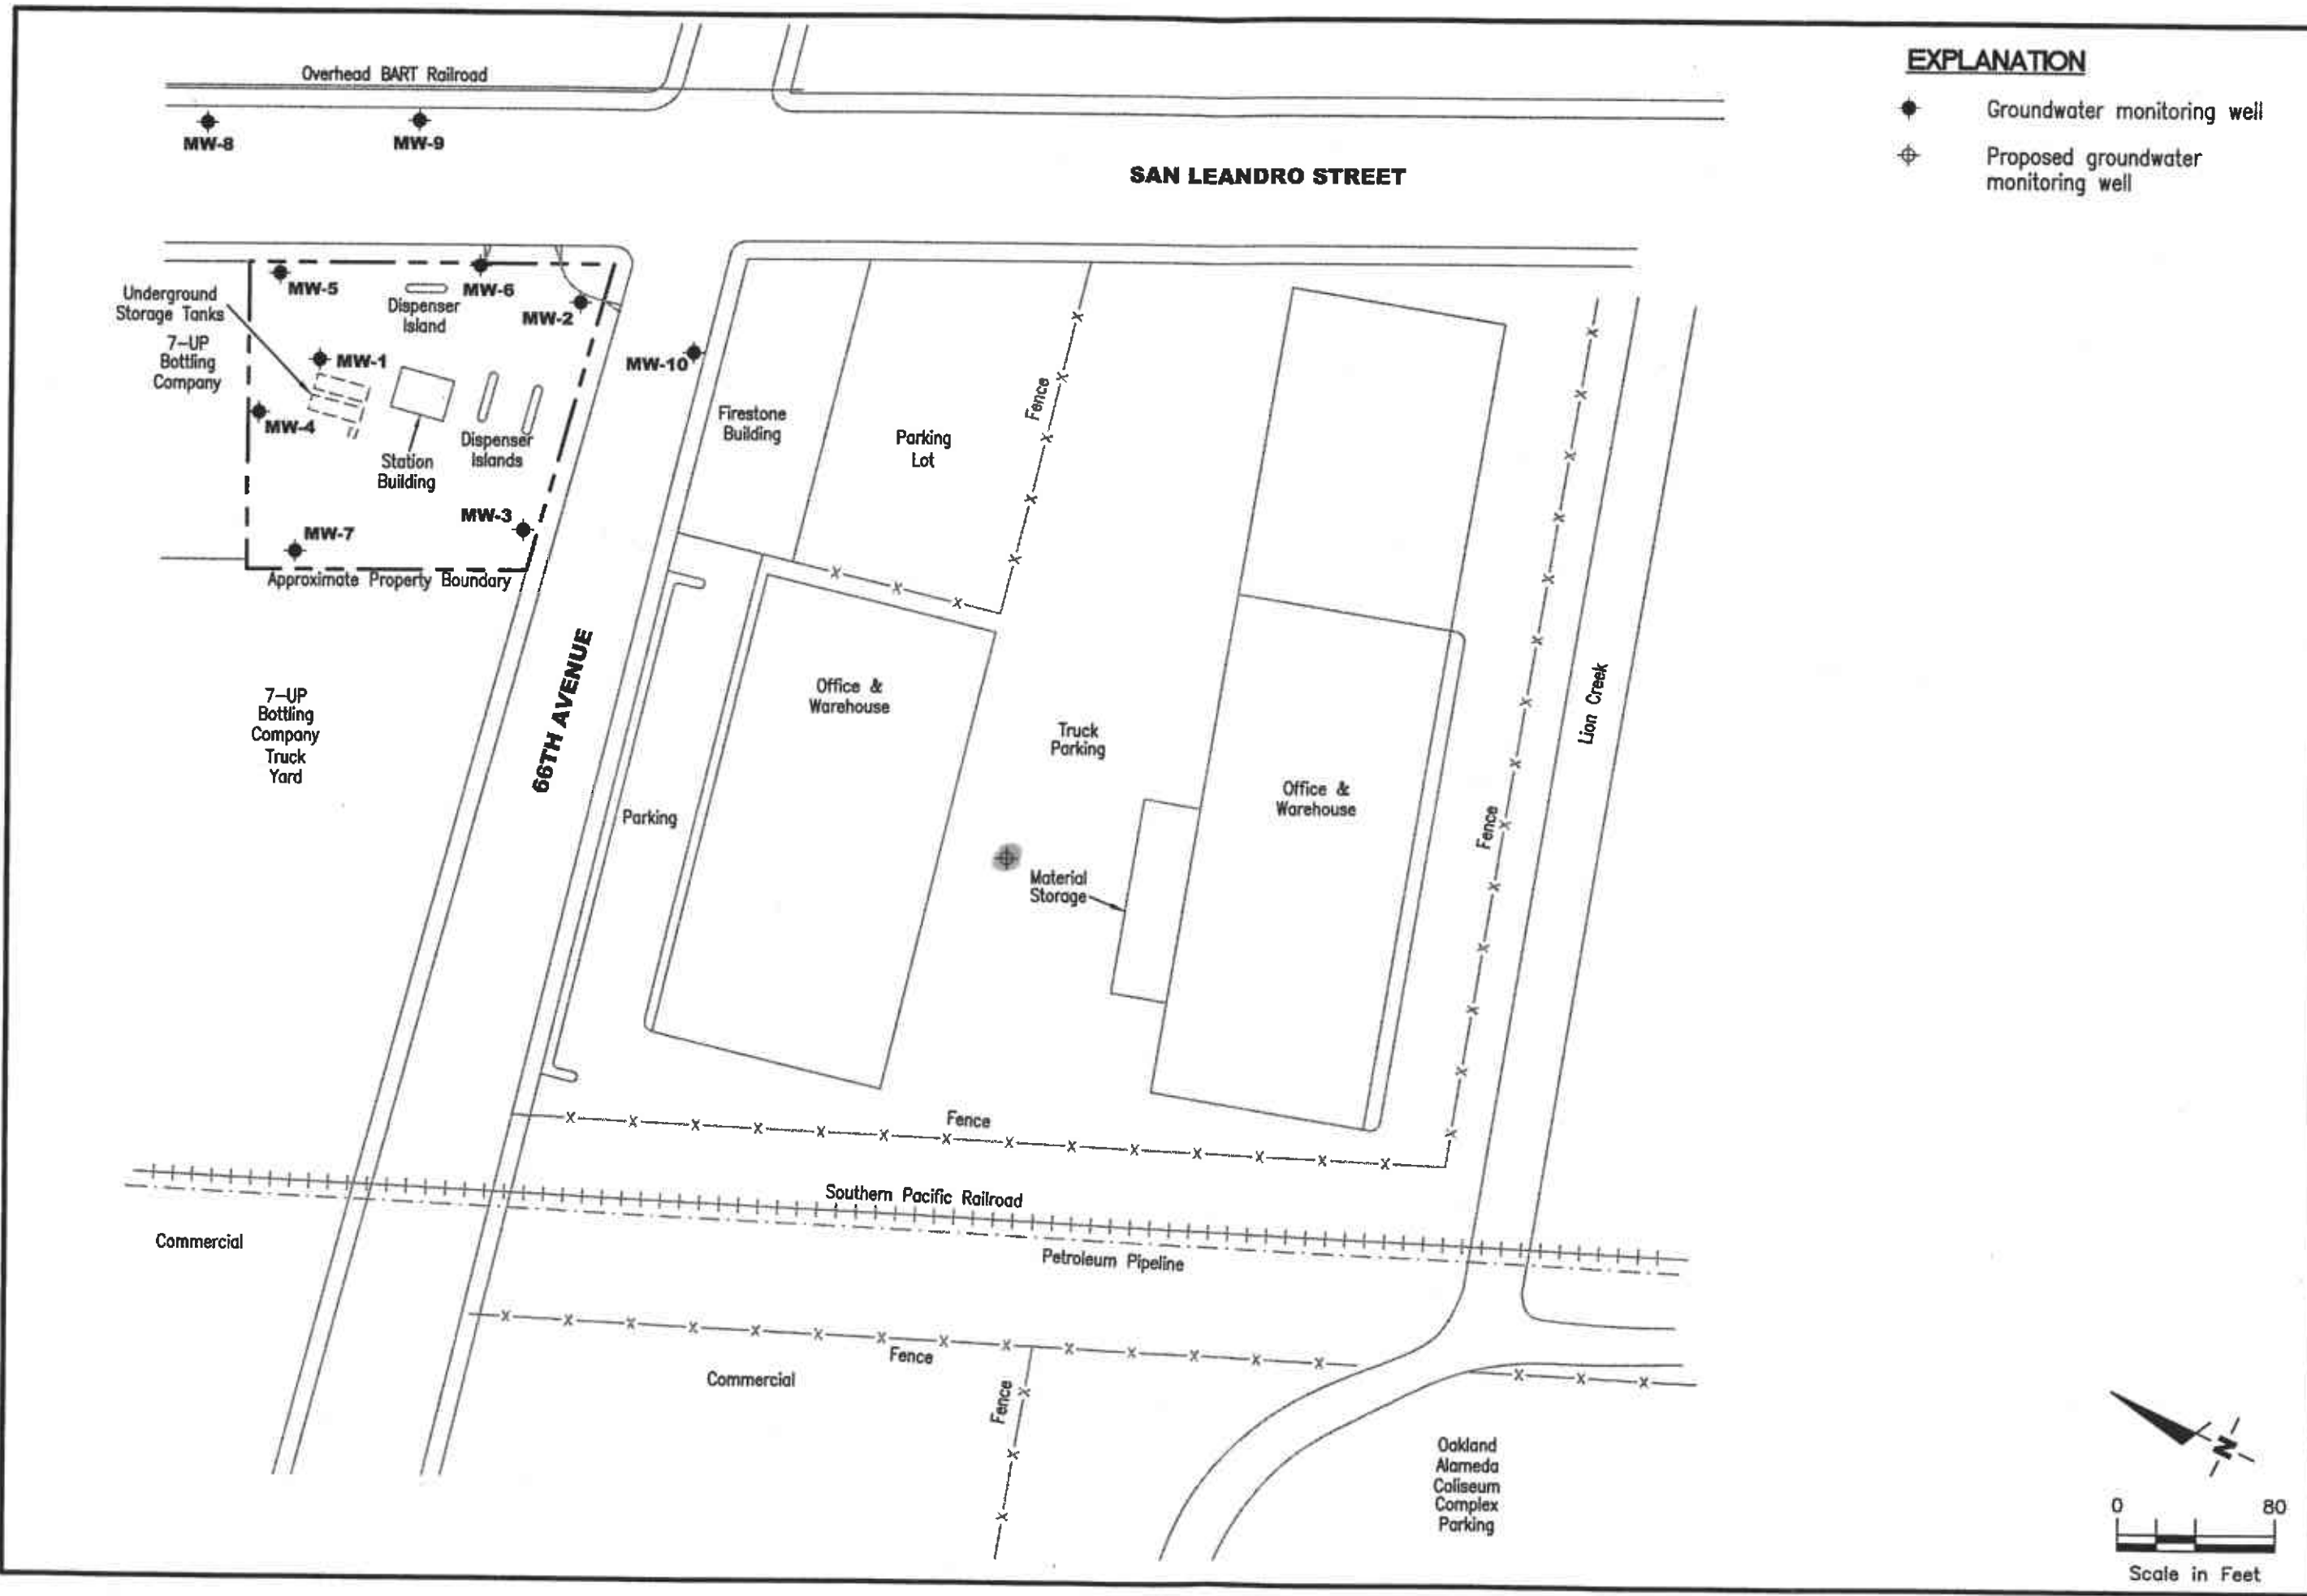 Overhead BART Railroad
MW-8
MW-9
SAN LEANDRO STREET
EXPLANATION
Groundwater monitoring well
Proposed groundwater
monitoring well
Underground
Storage Tanks
7-UP
Bottling
Company
MW-5
Dispenser
Island
MW-6
MW-2
MW-1
MW-4
Station
Building
Dispenser
Islands
MW-3
MW-7
Approximate Property Boundary
MW-10
Firestone
Building
Parking
Lot
Fence
7-UP
Bottling
Company
Truck
Yard
66TH AVENUE
Parking
Office &
Warehouse
Truck
Parking
Material
Storage
Office &
Warehouse
Fence
Lion Creek
Fence
Southern Pacific Railroad
Petroleum Pipeline
Commercial
Fence
Commercial
Fence
Oakland
Alameda
Coliseum
Complex
Parking
N
0 80
Scale in Feet